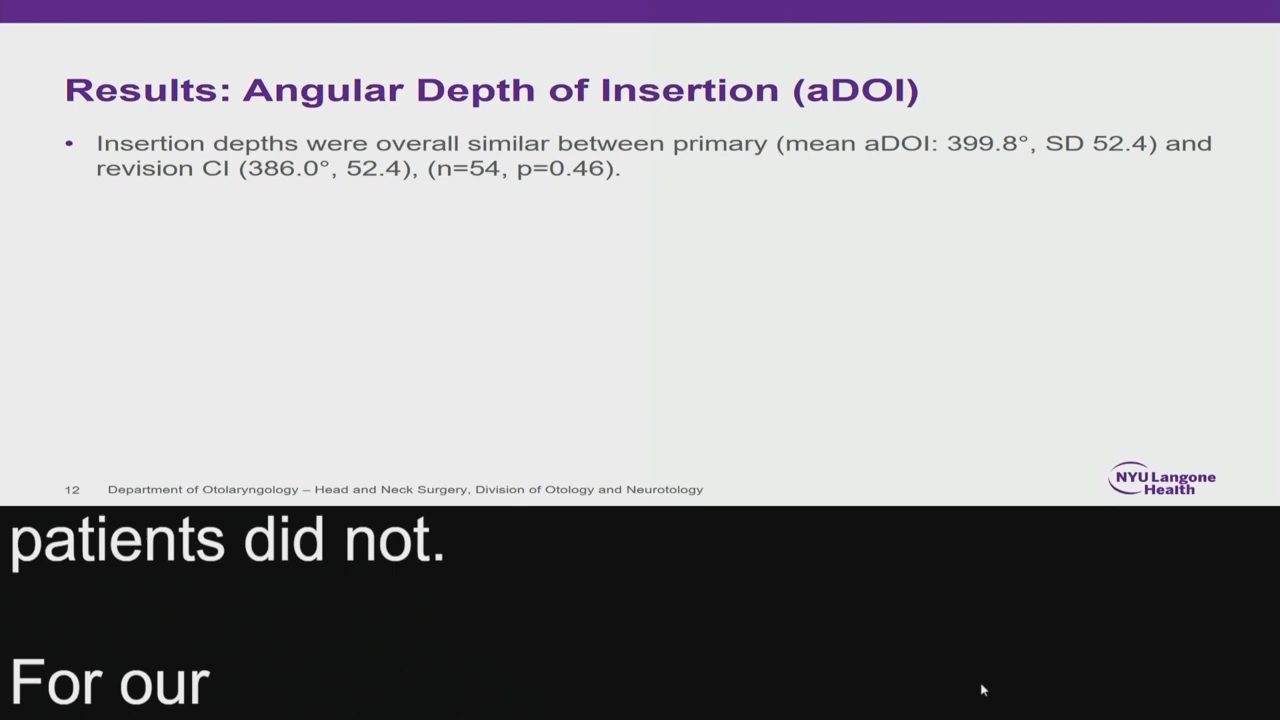 Results: Angular Depth of Insertion (aDOI)
• Insertion depths were overall similar between primary (mean aDOI: 399.8°, SD 52.4) and
revision CI (386.0°, 52.4), (n=54, p=0.46).
12 Department of Otolaryngology – Head and Neck Surgery, Division of Otology and Neurotology
NYU Langone
Health
patients did not.
For our